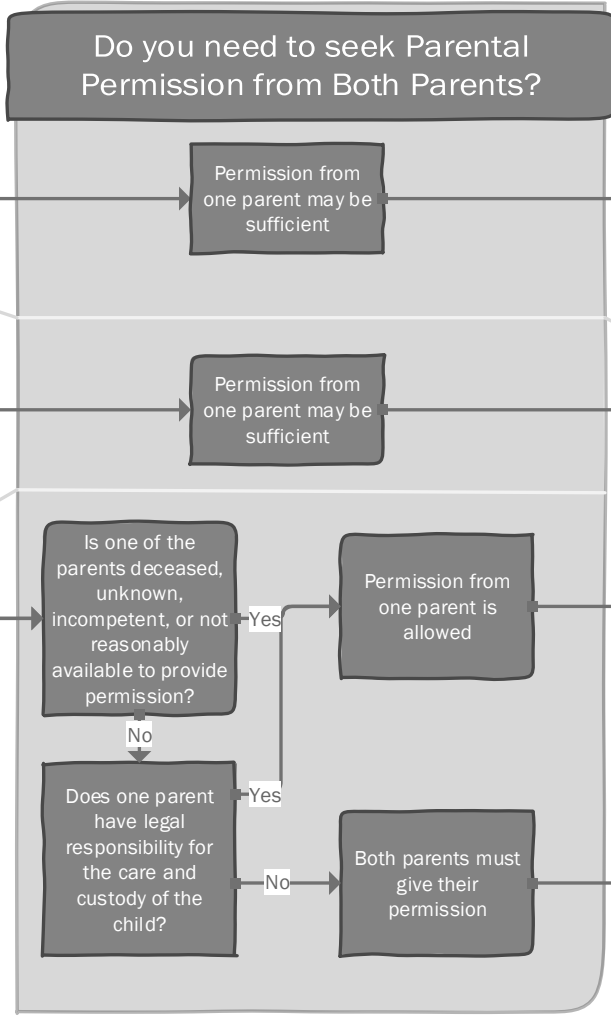 Do you need to seek Parental
Permission from Both Parents?
Permission from
one parent may be
sufficient
Permission from
one parent may be
sufficient
Is one of the
parents deceased,
unknown,
incompetent, or not
reasonably
available to provide
permission?
Yes
Permission from
one parent is
allowed
No
Does one parent
have legal
responsibility for
the care and
custody of the
child?
Yes
No
Both parents must
give their
permission